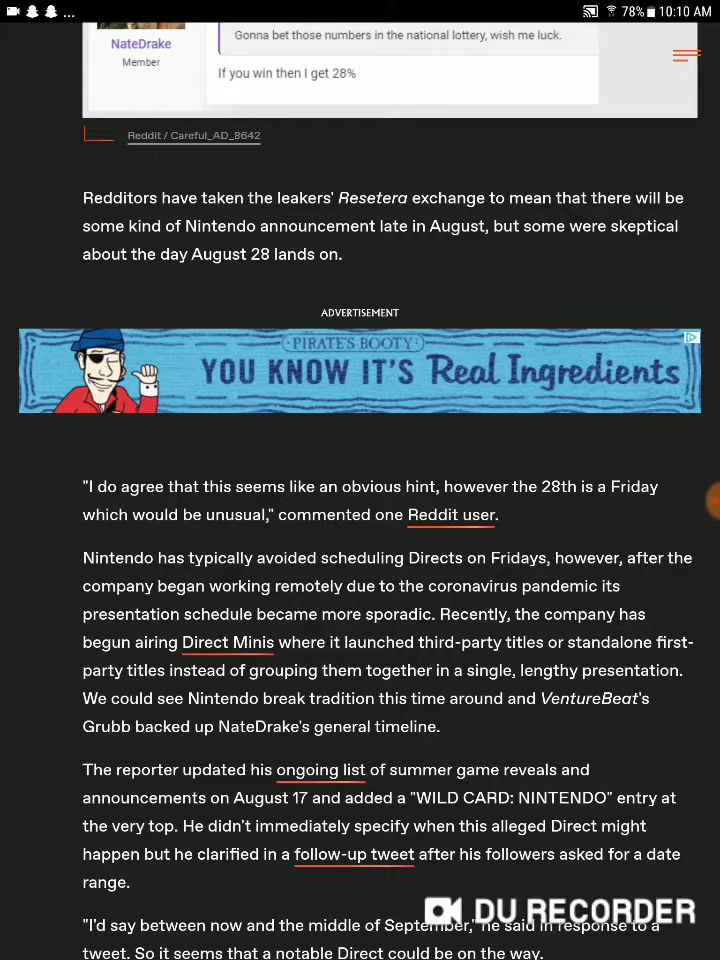 ... 78% 10:10 AM
NateDrake
Member
Gonna bet those numbers in the national lottery, wish me luck.
If you win then I get 28%
Reddit / Careful_AD_8642
Redditors have taken the leakers' Resetera exchange to mean that there will be
some kind of Nintendo announcement late in August, but some were skeptical
about the day August 28 lands on.
ADVERTISEMENT
PIRATE'S BOOTY
YOU KNOW IT'S Real Ingredients
"I do agree that this seems like an obvious hint, however the 28th is a Friday
which would be unusual," commented one Reddit user.
Nintendo has typically avoided scheduling Directs on Fridays, however, after the
company began working remotely due to the coronavirus pandemic its
presentation schedule became more sporadic. Recently, the company has
begun airing Direct Minis where it launched third-party titles or standalone first-
party titles instead of grouping them together in a single, lengthy presentation.
We could see Nintendo break tradition this time around and VentureBeat's
Grubb backed up NateDrake's general timeline.
The reporter updated his ongoing list of summer game reveals and
announcements on August 17 and added a "WILD CARD: NINTENDO" entry at
the very top. He didn't immediately specify when this alleged Direct might
happen but he clarified in a follow-up tweet after his followers asked for a date
range.
DU RECORDER
"I'd say between now and the middle of September," he said in response to a
tweet. So it seems that a notable Direct could be on the way.